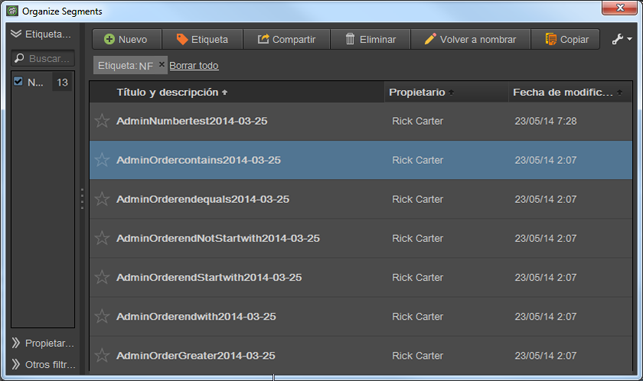 Organize Segments
Etiqueta...
Nuevo
Etiqueta
Compartir
Eliminar
Volver a nombrar
Copiar
Buscar...
Etiqueta: NF ×
Borrar todo
N... 13
Título y descripción
Propietario
Fecha de modific...
AdminNumbertest2014-03-25 Rick Carter 23/05/14 7:28
AdminOrdercontains2014-03-25 Rick Carter 23/05/14 2:07
AdminOrderendequals2014-03-25 Rick Carter 23/05/14 2:07
AdminOrderendNotStartwith2014-03-25 Rick Carter 23/05/14 2:07
AdminOrderendStartwith2014-03-25 Rick Carter 23/05/14 2:07
AdminOrderendwith2014-03-25 Rick Carter 23/05/14 2:07
AdminOrderGreater2014-03-25 Rick Carter 23/05/14 2:07
Propietar...
Otros filtr...